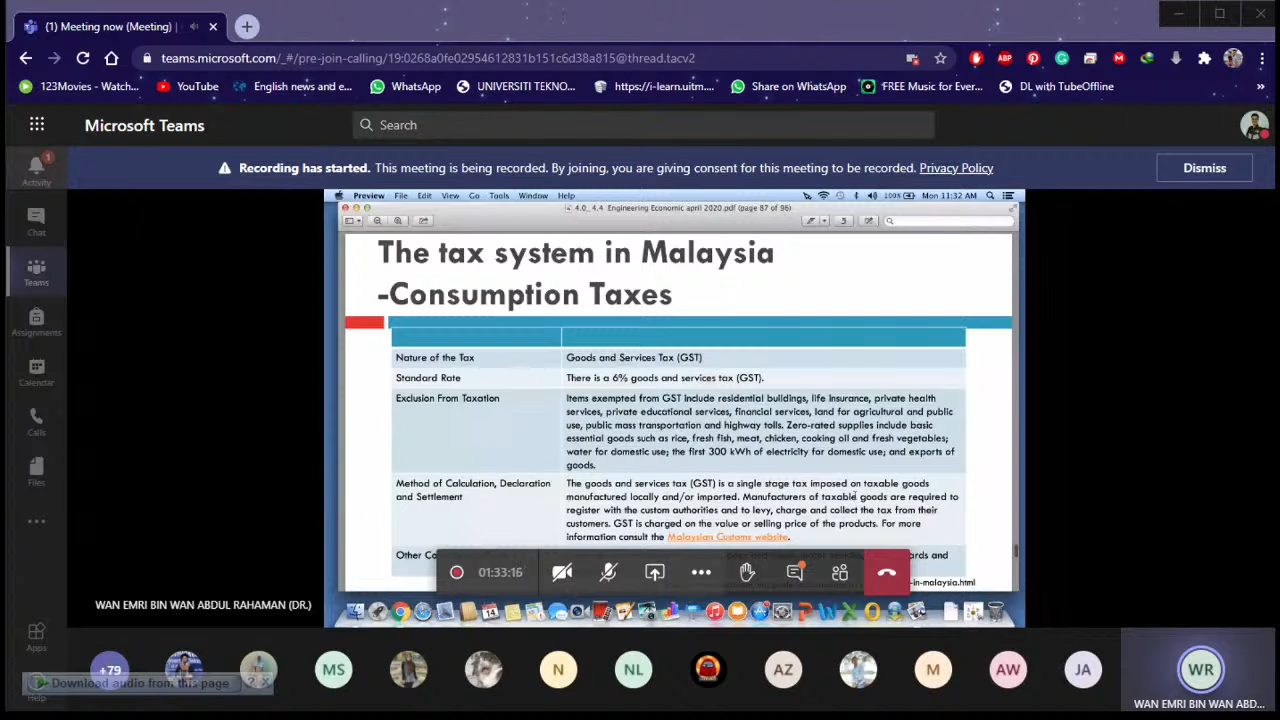 (1) Meeting now (Meeting) |
teams.microsoft.com/_#/pre-join-calling/19:0268a0fe02954612831b151c6d38a815@thread.tacv2
123Movies - Watch...
YouTube
English news and e...
WhatsApp
UNIVERSITI TEKNO...
https://i-learn.uitm....
Share on WhatsApp
FREE Music for Ever...
DL with TubeOffline
»
ABP
Microsoft Teams
Search
Recording has started. This meeting is being recorded. By joining, you are giving consent for this meeting to be recorded. Privacy Policy
Dismiss
1
Activity
Chat
Teams
Assignments
Calendar
Calls
Files
Apps
Help
Preview File Edit View Go Tools Window Help
100% Mon 11:32 AM
4.0_ 4.4 Engineering Economic april 2020.pdf (page 87 of 96)
The tax system in Malaysia
-Consumption Taxes
Nature of the Tax
Goods and Services Tax (GST)
Standard Rate
There is a 6% goods and services tax (GST).
Exclusion From Taxation
Items exempted from GST include residential buildings, life insurance, private health
services, private educational services, financial services, land for agricultural and public
use, public mass transportation and highway tolls. Zero-rated supplies include basic
essential goods such as rice, fresh fish, meat, chicken, cooking oil and fresh vegetables;
water for domestic use; the first 300 kWh of electricity for domestic use; and exports of
goods.
Method of Calculation, Declaration
and Settlement
The goods and services tax (GST) is a single stage tax imposed on taxable goods
manufactured locally and/or imported. Manufacturers of taxable goods are required to
register with the custom authorities and to levy, charge and collect the tax from their
customers. GST is charged on the value or selling price of the products. For more
information consult the Malaysian Customs website.
Other Co
and
-in-malaysia.html
01:33:16
WAN EMRI BIN WAN ABDUL RAHAMAN (DR.)
+79
MS
N
NL
AZ
M
AW
JA
WR
WAN EMRI BIN WAN ABD...
Download audio from this page
? X